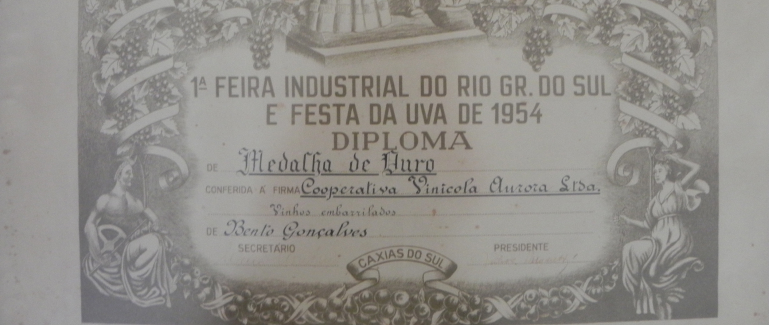 1ª FEIRA INDUSTRIAL DO RIO GR. DO SUL
E FESTA DA UVA DE 1954
DIPLOMA
DE Medalha de Ouro
CONFERIDA À FIRMA Cooperativa Vinicola Aurora Ltda.
Vinhos embarrilados
DE Bento Gonçalves
SECRETÁRIO PRESIDENTE
CAXIAS DO SUL